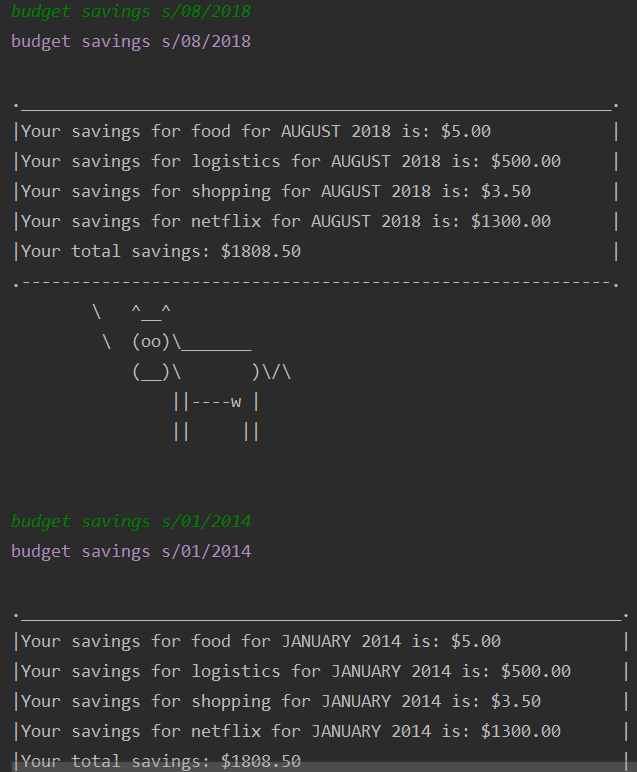 budget savings s/08/2018
budget savings s/08/2018
.___________________________________________________________.
|Your savings for food for AUGUST 2018 is: $5.00            |
|Your savings for logistics for AUGUST 2018 is: $500.00     |
|Your savings for shopping for AUGUST 2018 is: $3.50        |
|Your savings for netflix for AUGUST 2018 is: $1300.00      |
|Your total savings: $1808.50                               |
.-----------------------------------------------------------.
        \   ^__^
         \  (oo)\_______
            (__)\       )\/\
                ||----w |
                ||     ||
budget savings s/01/2014
budget savings s/01/2014
.____________________________________________________________.
|Your savings for food for JANUARY 2014 is: $5.00            |
|Your savings for logistics for JANUARY 2014 is: $500.00     |
|Your savings for shopping for JANUARY 2014 is: $3.50        |
|Your savings for netflix for JANUARY 2014 is: $1300.00      |
|Your total savings: $1808.50                                |